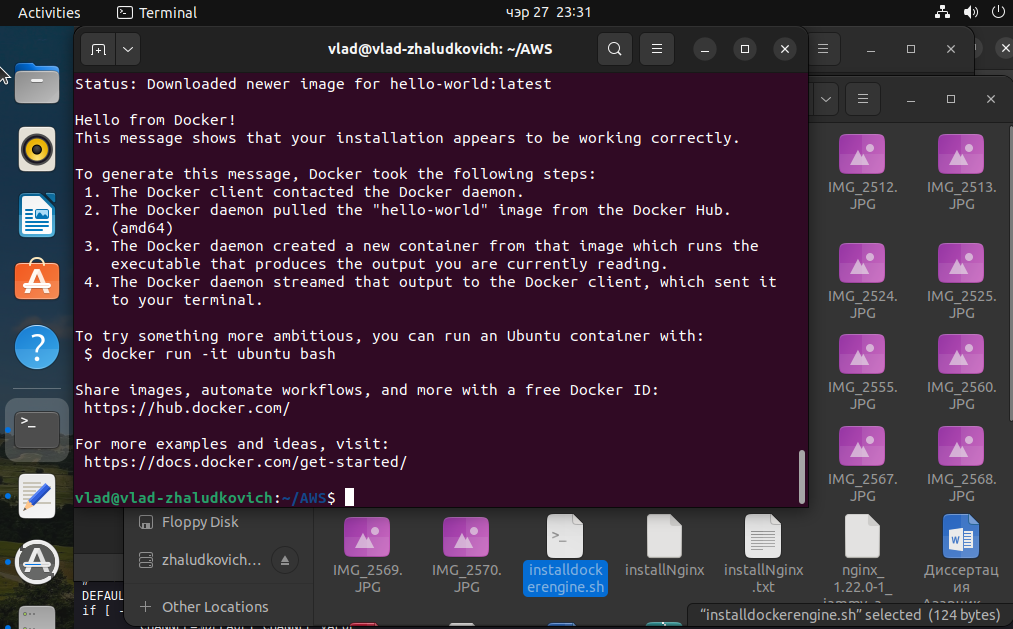 Activities
Terminal
чэр 27 23:31
vlad@vlad-zhaludkovich: ~/AWS
Status: Downloaded newer image for hello-world:latest
Hello from Docker!
This message shows that your installation appears to be working correctly.
To generate this message, Docker took the following steps:
1. The Docker client contacted the Docker daemon.
2. The Docker daemon pulled the "hello-world" image from the Docker Hub.
(amd64)
3. The Docker daemon created a new container from that image which runs the
executable that produces the output you are currently reading.
4. The Docker daemon streamed that output to the Docker client, which sent it
to your terminal.
To try something more ambitious, you can run an Ubuntu container with:
$ docker run -it ubuntu bash
Share images, automate workflows, and more with a free Docker ID:
https://hub.docker.com/
For more examples and ideas, visit:
https://docs.docker.com/get-started/
vlad@vlad-zhaludkovich:~/AWS$
IMG_2512.
JPG
IMG_2513.
JPG
IMG_2524.
JPG
IMG_2525.
JPG
IMG_2555.
JPG
IMG_2560.
JPG
IMG_2567.
JPG
IMG_2568.
JPG
Floppy Disk
zhaludkovich...
Other Locations
IMG_2569.
JPG
IMG_2570.
JPG
installdock
erengine.sh
installNginx
installNginx
.txt
nginx_
1.22.0-1_
Диссертац
ия
DEFAUL
if [ -
"installdockerengine.sh" selected (124 bytes)